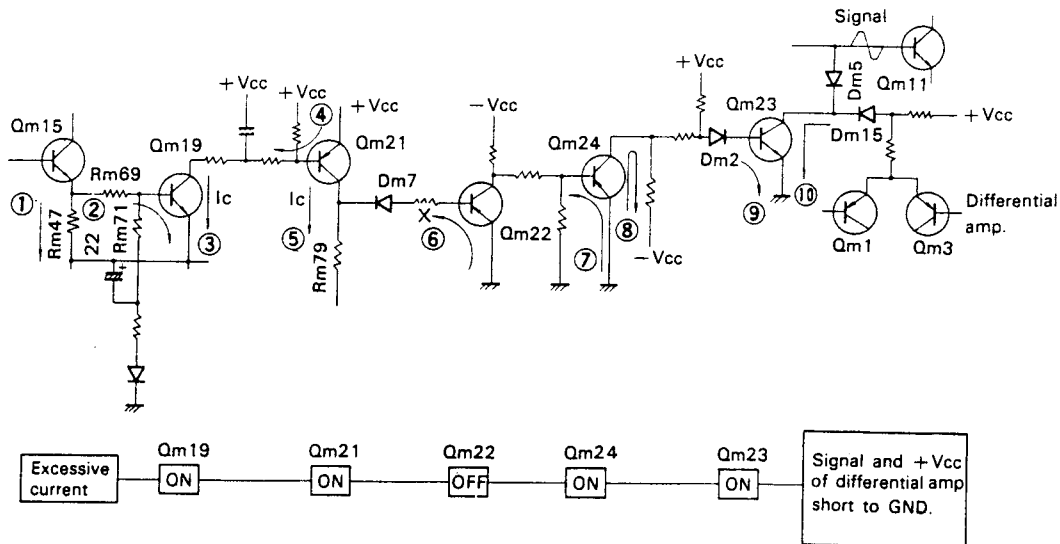 Signal
Qm11
Dm5
+Vcc
Qm23
+Vcc
Dm15
Dm2
⑨
⑩
Qm1
Qm3
Differential
amp.
+Vcc
+Vcc
④
+Vcc
Qm21
−Vcc
Qm24
Qm15
Qm19
Rm69
①
②
Rm47
22
Rm71
+
Ic
③
Ic
⑤
Dm7
X
⑥
Qm22
Rm79
⑦
⑧
−Vcc
Qm19
Qm21
Qm22
Qm24
Qm23
Excessive
current
ON
ON
OFF
ON
ON
Signal and +Vcc
of differential amp
short to GND.